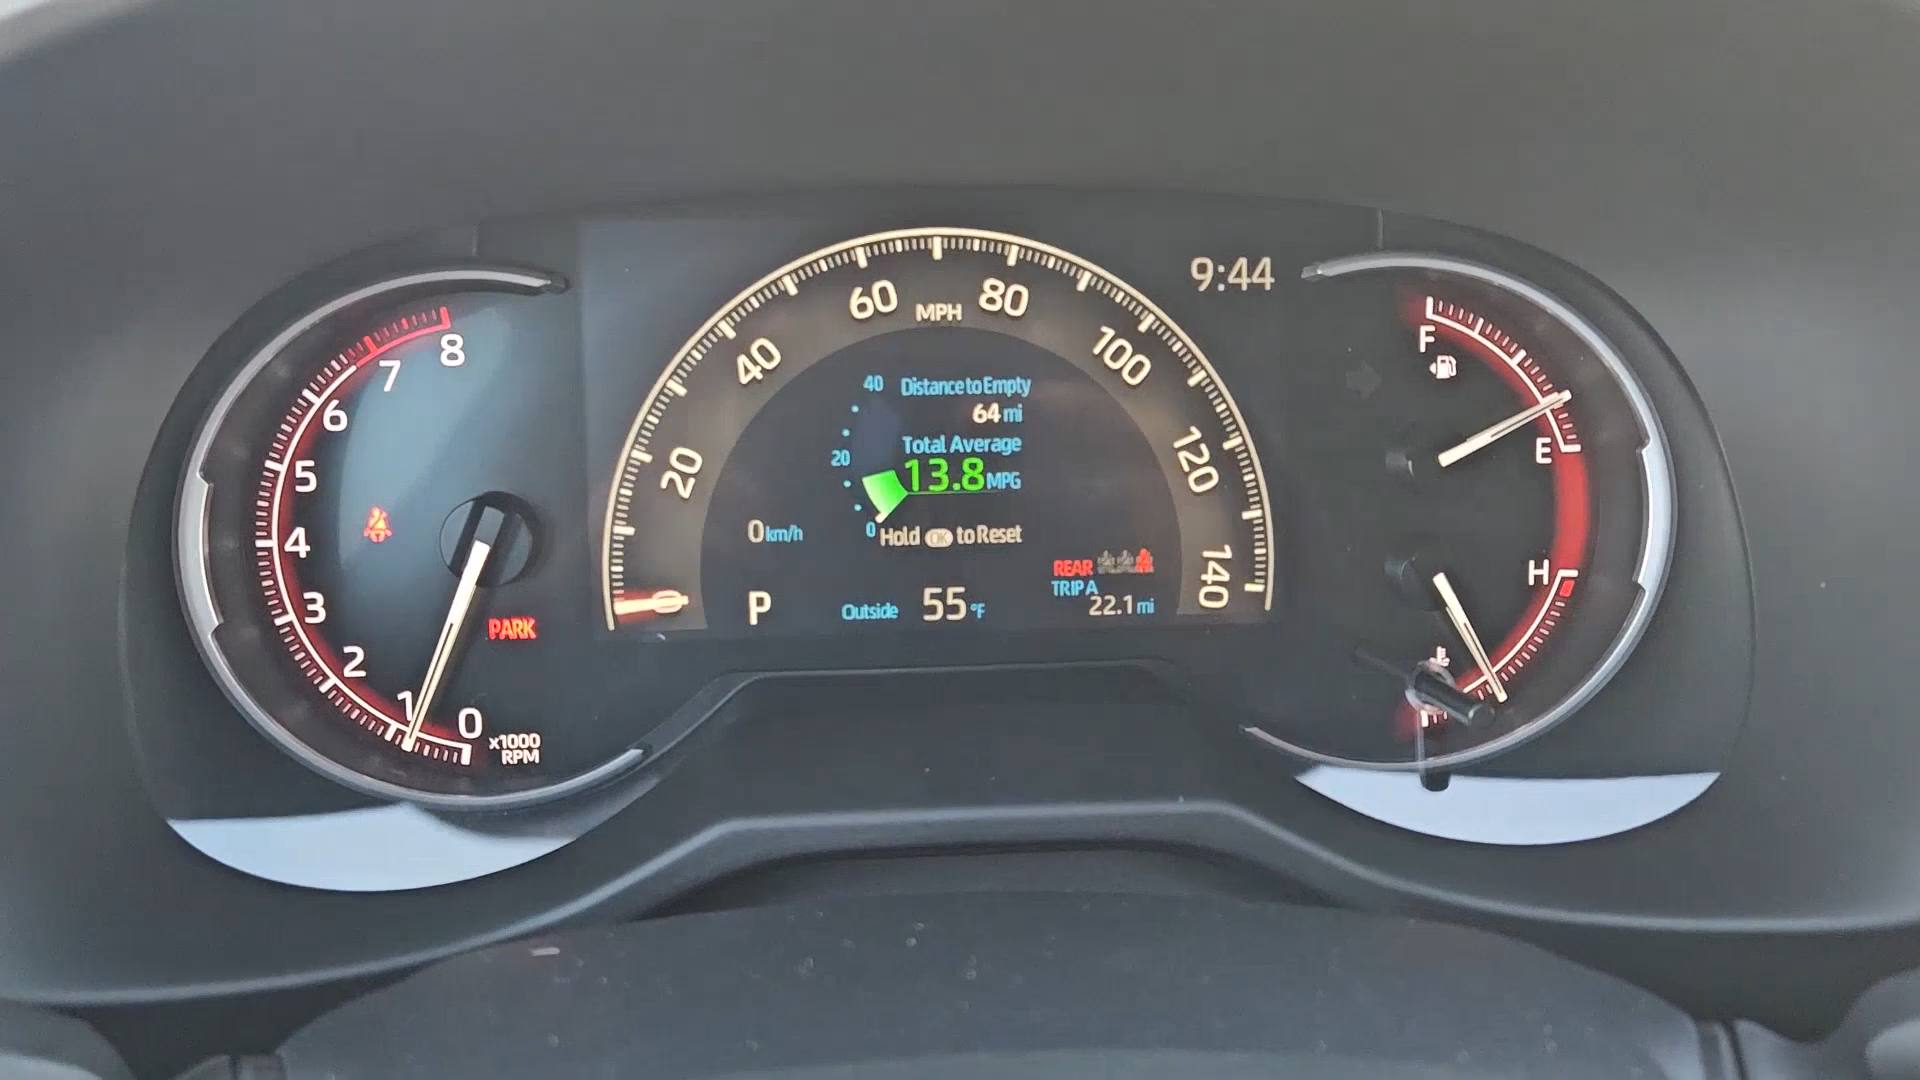 8
7
6
5
4
3
2
1
0
x1000
RPM
PARK
0
20
40
60
80
100
120
140
MPH
9:44
40
20
0
Distance to Empty
64 mi
Total Average
13.8 MPG
Hold OK to Reset
0 km/h
P
Outside 55 °F
REAR
TRIP A
22.1 mi
F
E
H